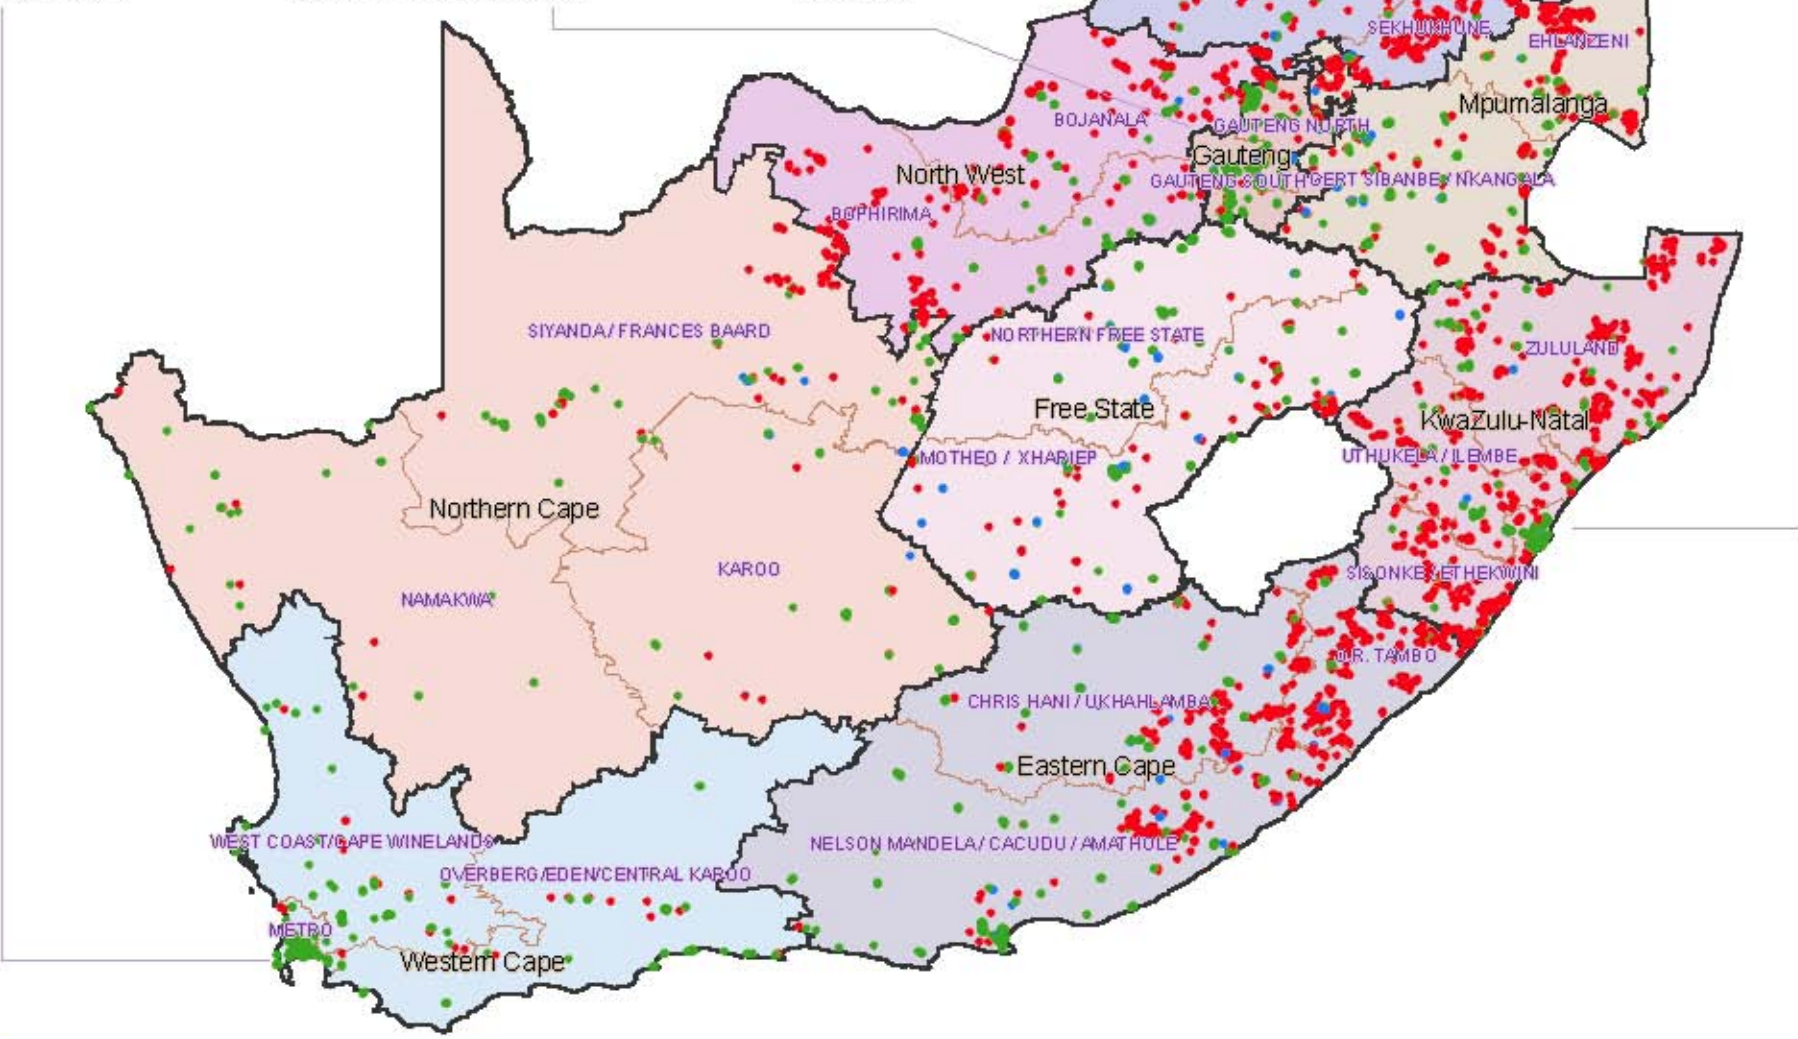 SEKHUKHUNE
EHLANZENI
Mpumalanga
BOJANALA
GAUTENG NORTH
Gauteng
North West
GAUTENG SOUTH
GERT SIBANBE / NKANGALA
BOPHIRIMA
SIYANDA / FRANCES BAARD
NORTHERN FREE STATE
ZULULAND
Free State
KwaZulu-Natal
MOTHEO / XHARIEP
UTHUKELA / ILEMBE
Northern Cape
KAROO
SISONKE / ETHEKWINI
NAMAKWA
O.R. TAMBO
CHRIS HANI / UKHAHLAMBA
Eastern Cape
WEST COAST/CAPE WINELANDS
NELSON MANDELA / CACUDU / AMATHOLE
OVERBERG/EDEN/CENTRAL KAROO
METRO
Western Cape